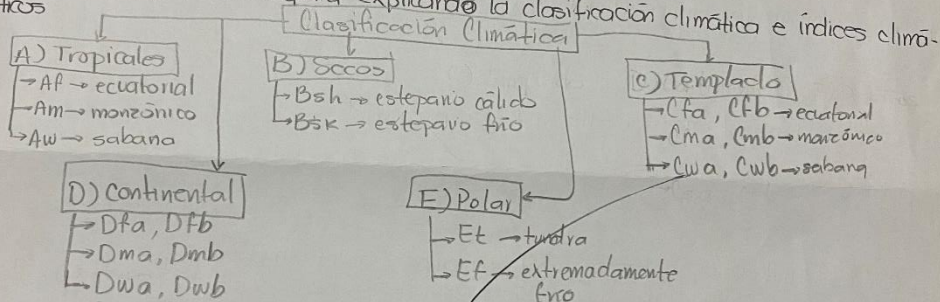 explicando la clasificación climática e índices climá-
ticos
Clasificación Climática
A) Tropicales
Af → ecuatorial
Am → monzónico
Aw → sabana
B) Secos
Bsh → estepario cálido
Bsk → estepavo frío
C) Templado
Cfa, Cfb → ecuatorial
Cma, Cmb → monzónico
Cwa, Cwb → sabana
D) Continental
Dfa, Dfb
Dma, Dmb
Dwa, Dwb
E) Polar
Et → tundra
Ef → extremadamente
frío